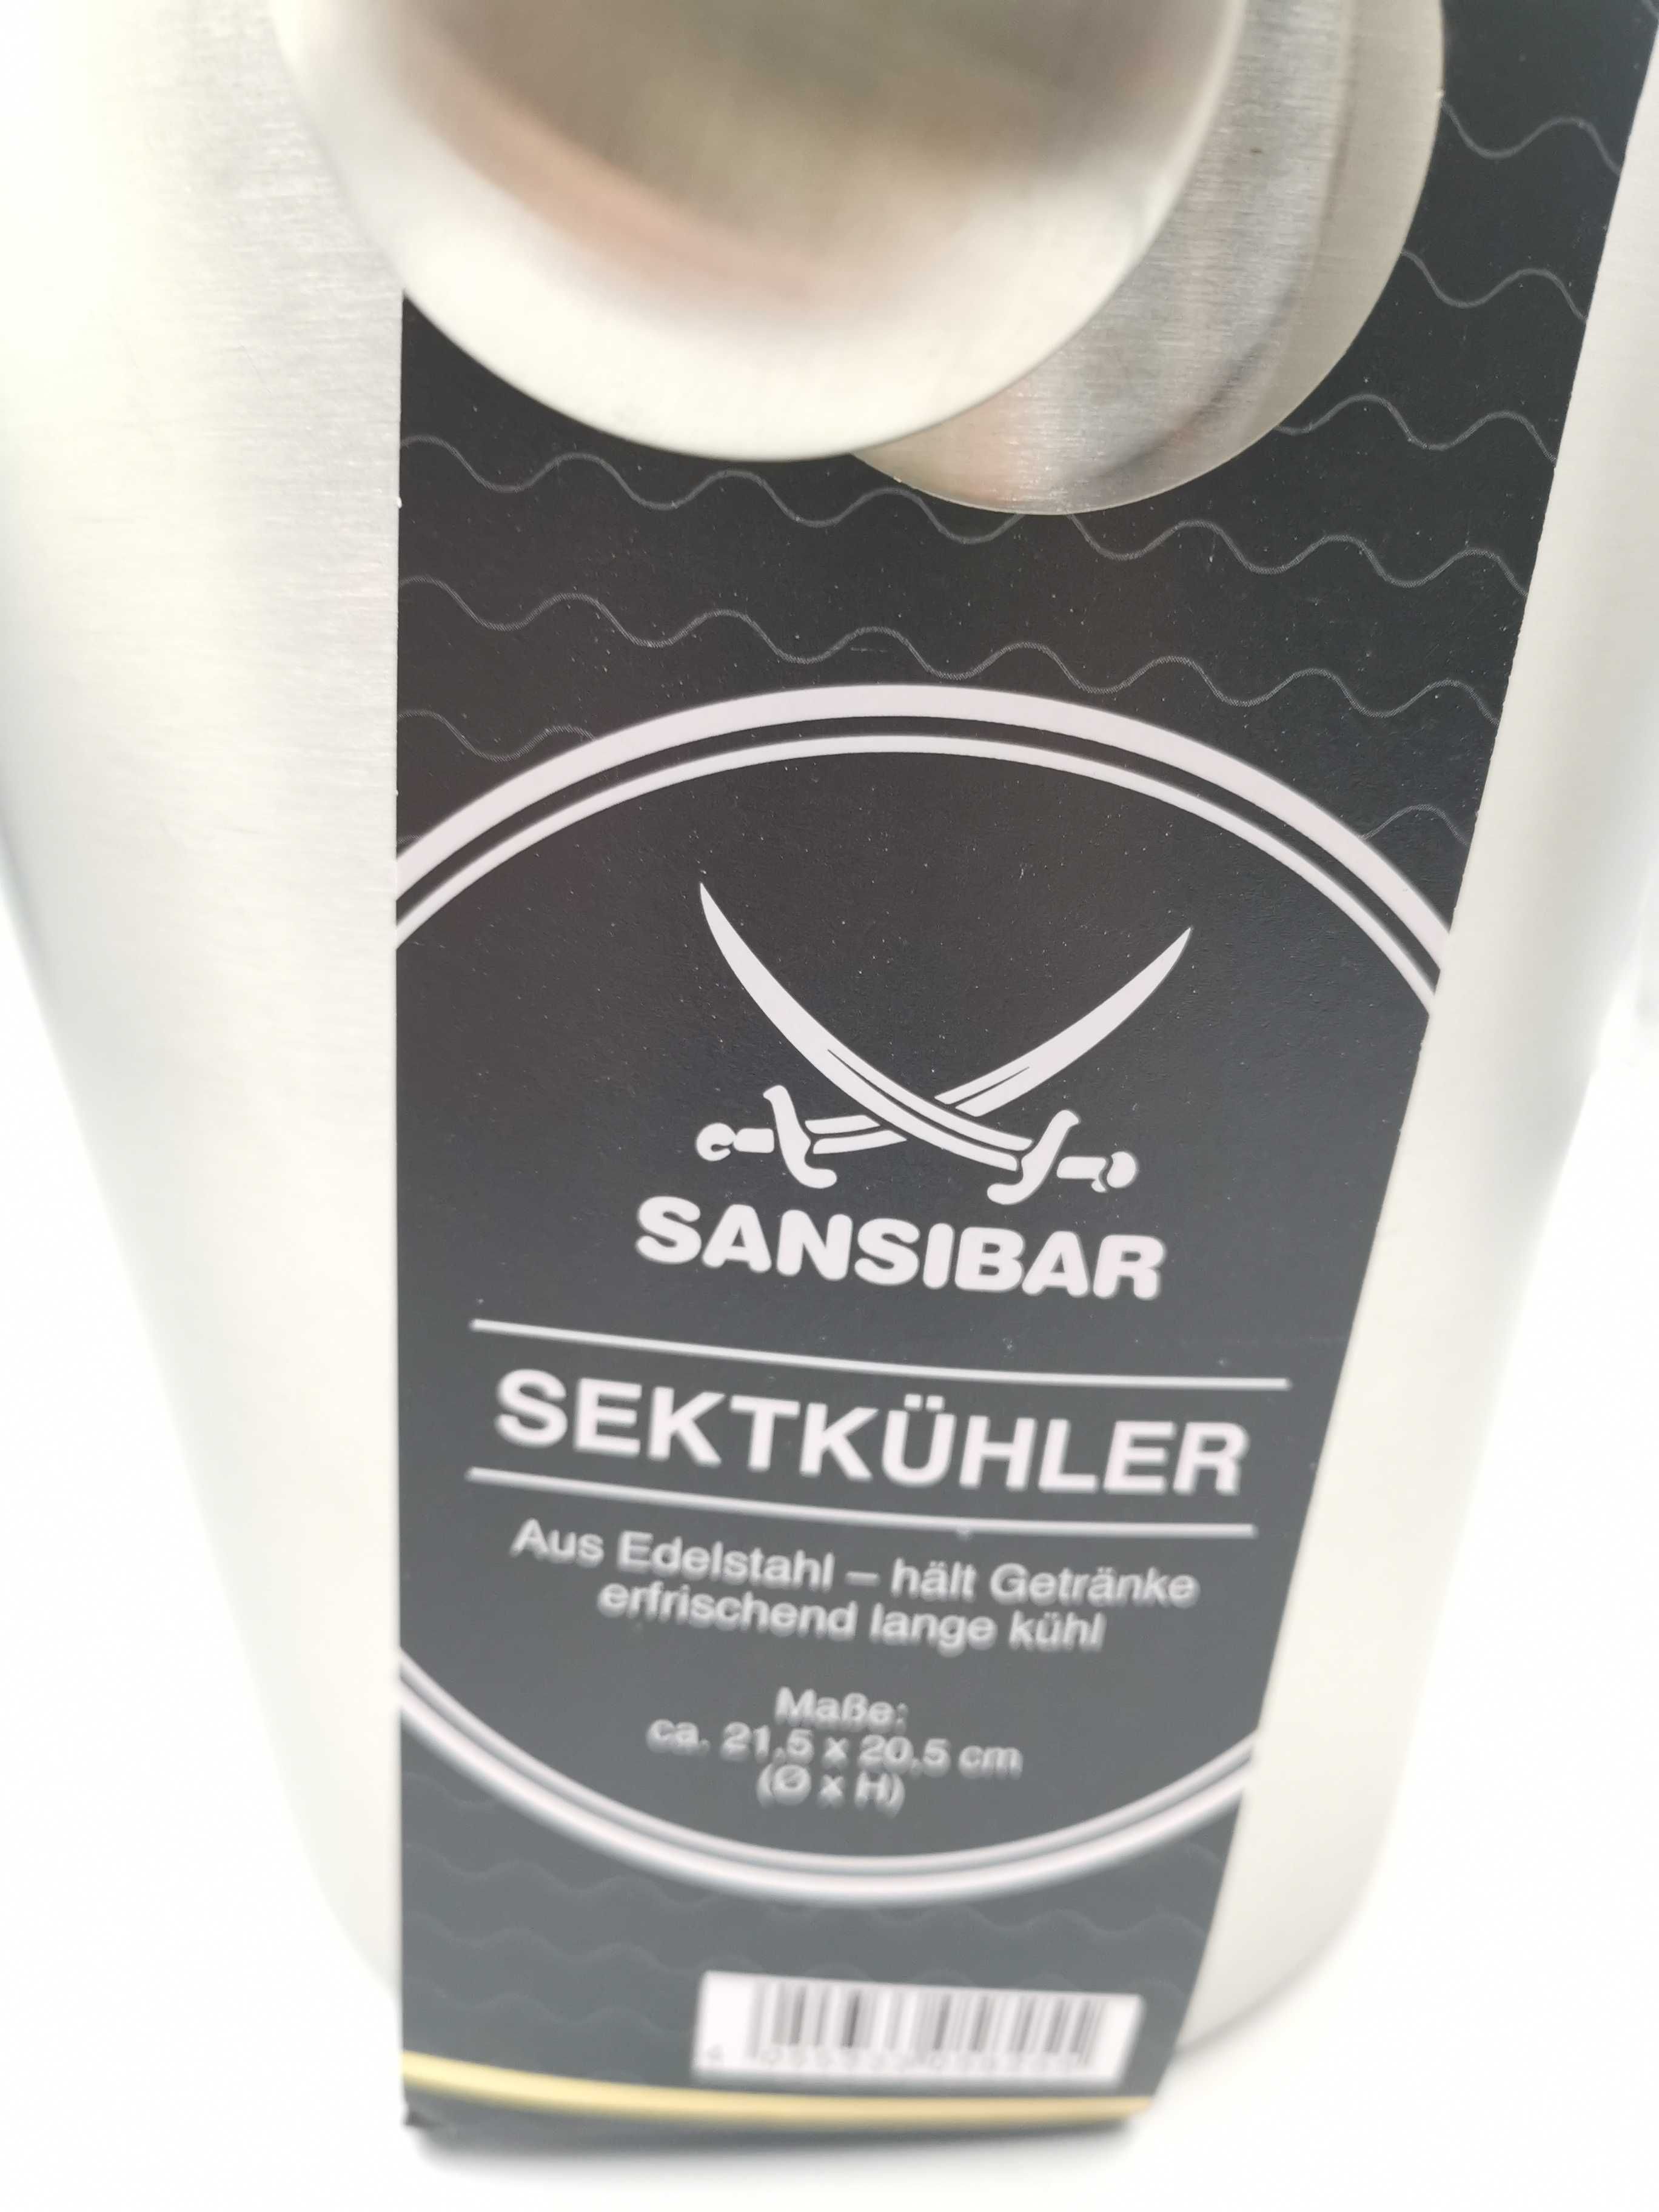 SANSIBAR
SEKTKÜHLER
Aus Edelstahl – hält Getränke
erfrischend lange kühl
Maße:
ca. 21,5 x 20,5 cm
(Ø x H)